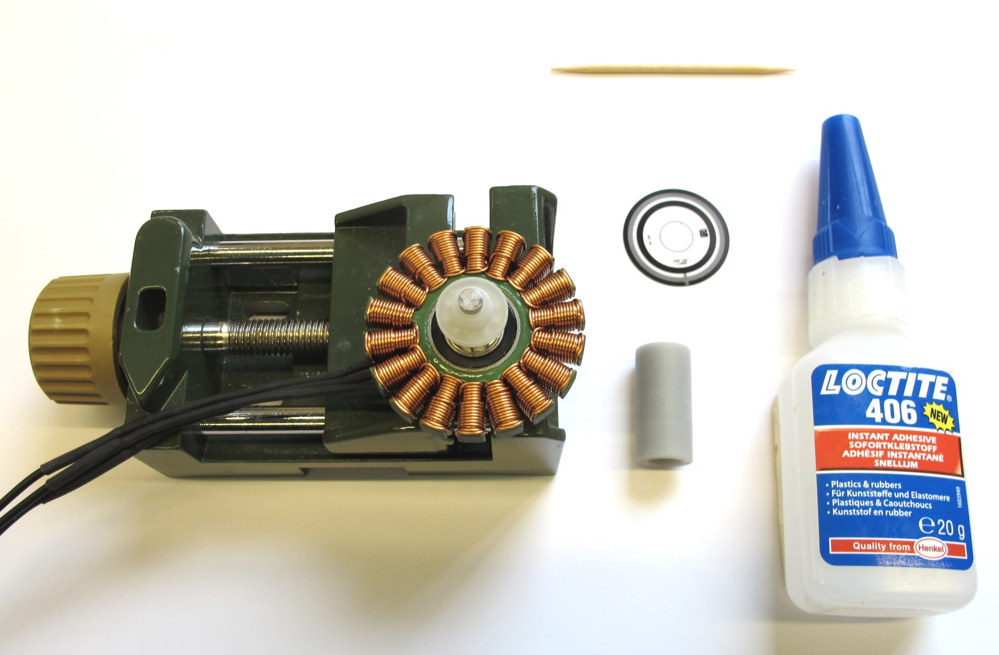 LOCTITE®
406 NEW
INSTANT ADHESIVE
SOFORTKLEBSTOFF
ADHÉSIF INSTANTANÉ
SNELLIJM
• Plastics & rubbers
• Für Kunststoffe und Elastomere
• Plastiques & Caoutchoucs
• Kunststof en rubber
1603949
℮ 20 g
Quality from Henkel